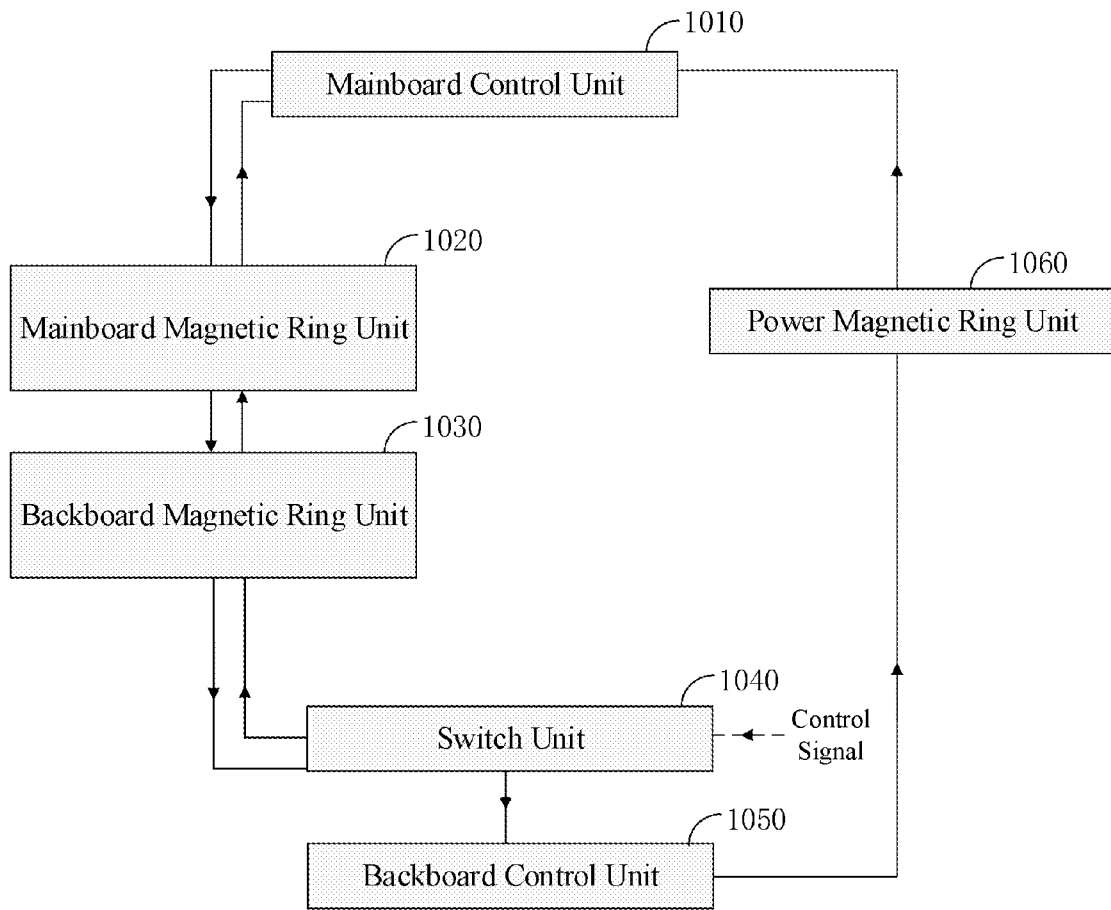 1010
Mainboard Control Unit
1020
Mainboard Magnetic Ring Unit
1060
Power Magnetic Ring Unit
1030
Backboard Magnetic Ring Unit
1040
Switch Unit
Control
Signal
1050
Backboard Control Unit